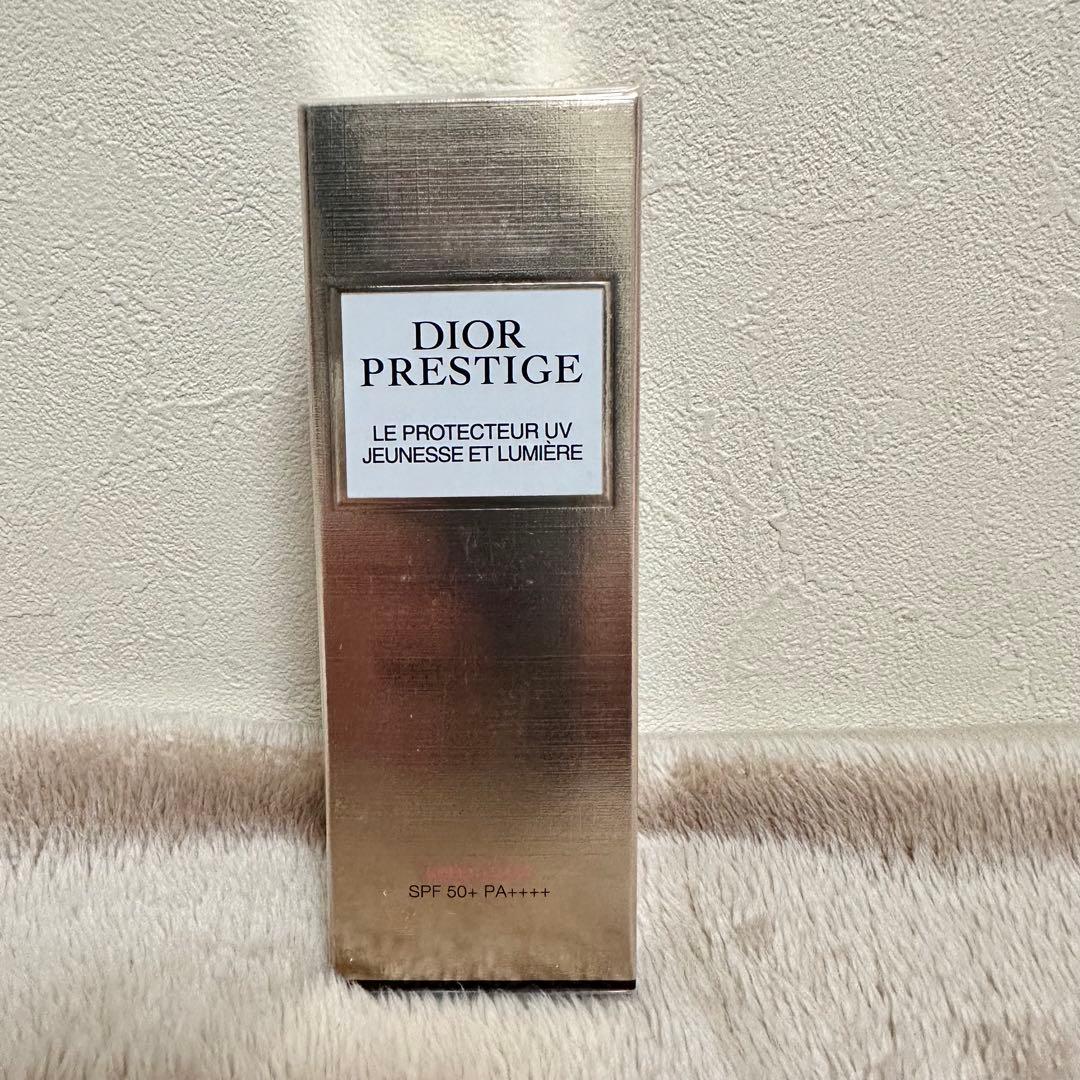 DIOR
PRESTIGE
LE PROTECTEUR UV
JEUNESSE ET LUMIÈRE
SPF 50+ PA++++